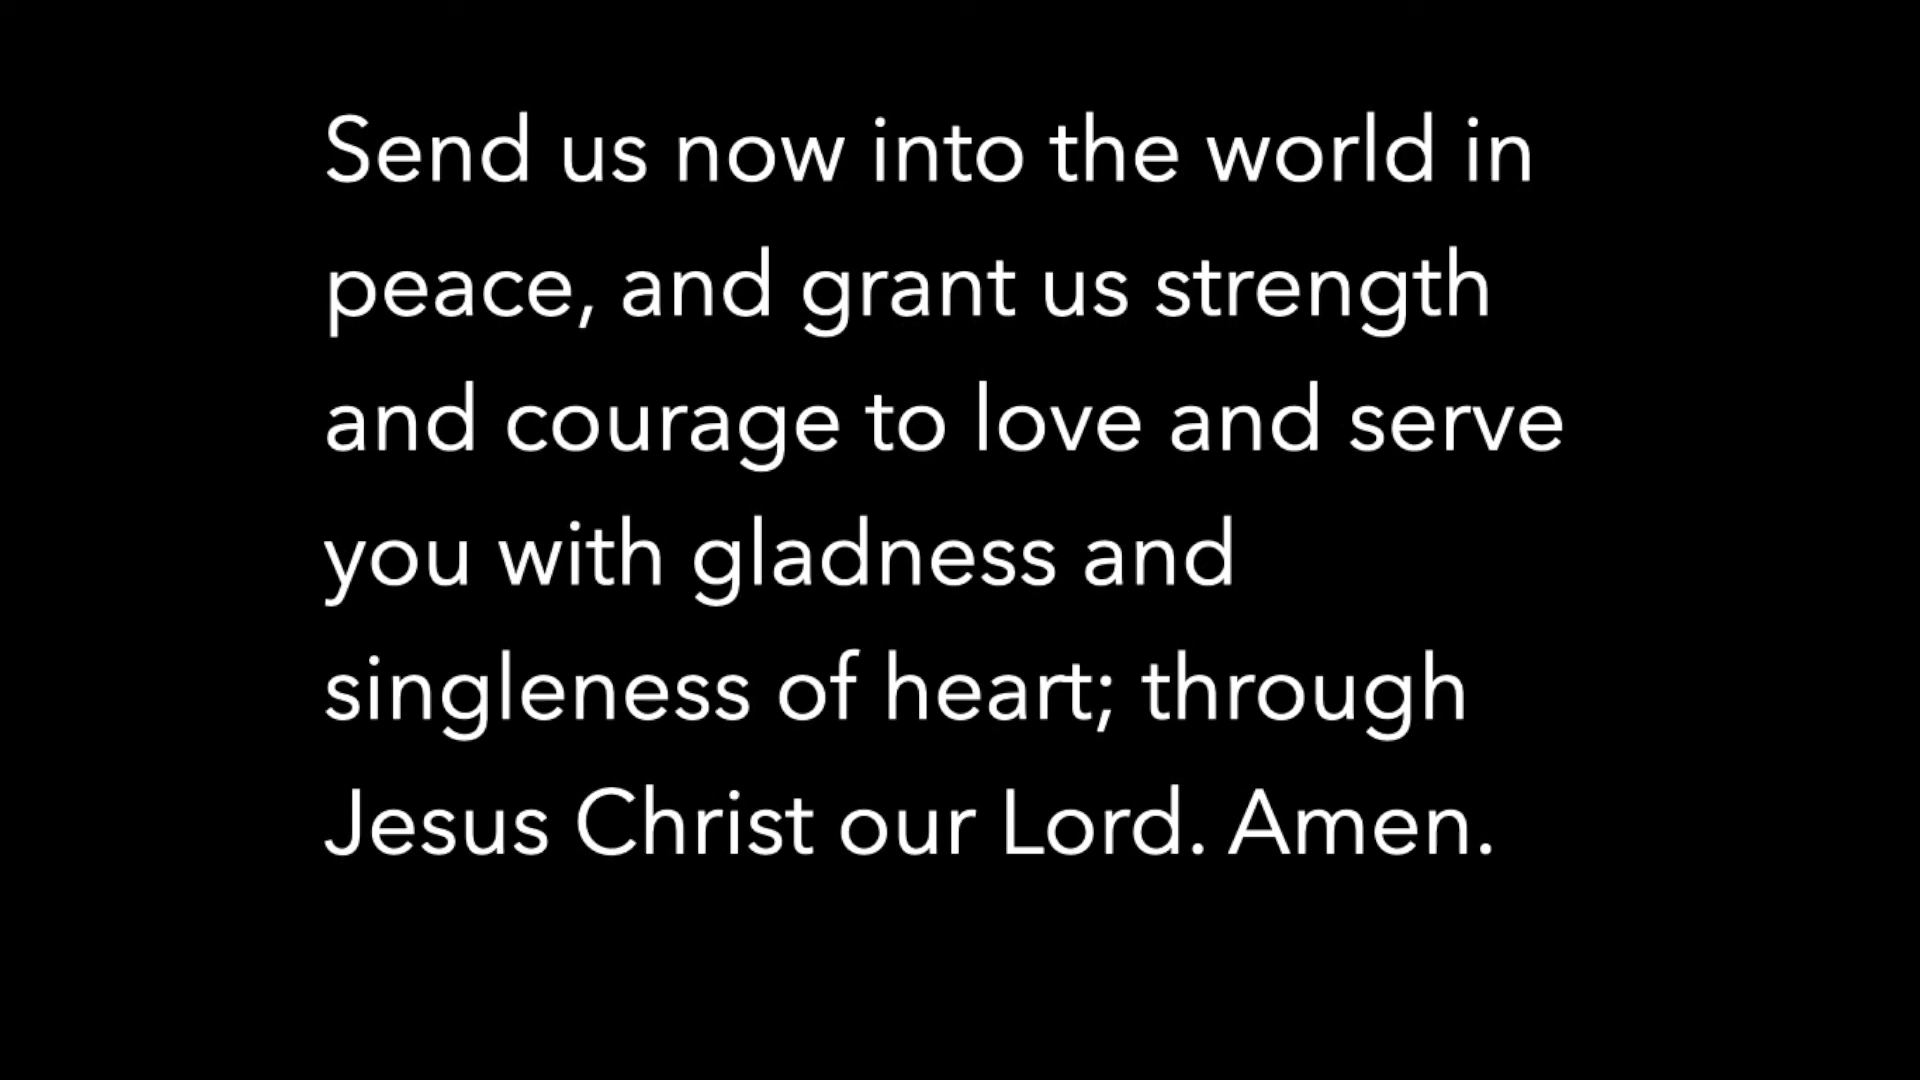 Send us now into the world in
peace, and grant us strength
and courage to love and serve
you with gladness and
singleness of heart; through
Jesus Christ our Lord. Amen.